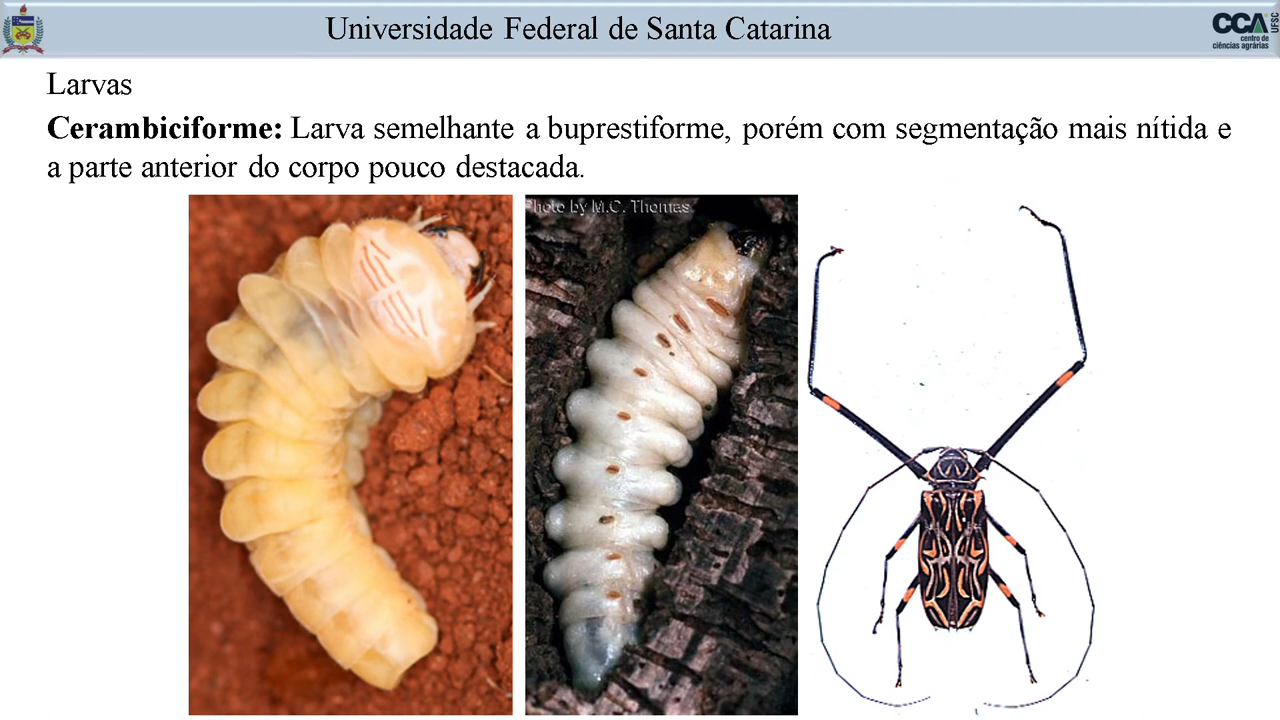 Universidade Federal de Santa Catarina
CCA
UFSC
centro de
ciências agrárias
Larvas
Cerambiciforme: Larva semelhante a buprestiforme, porém com segmentação mais nítida e
a parte anterior do corpo pouco destacada.
Photo by M.C. Thomas